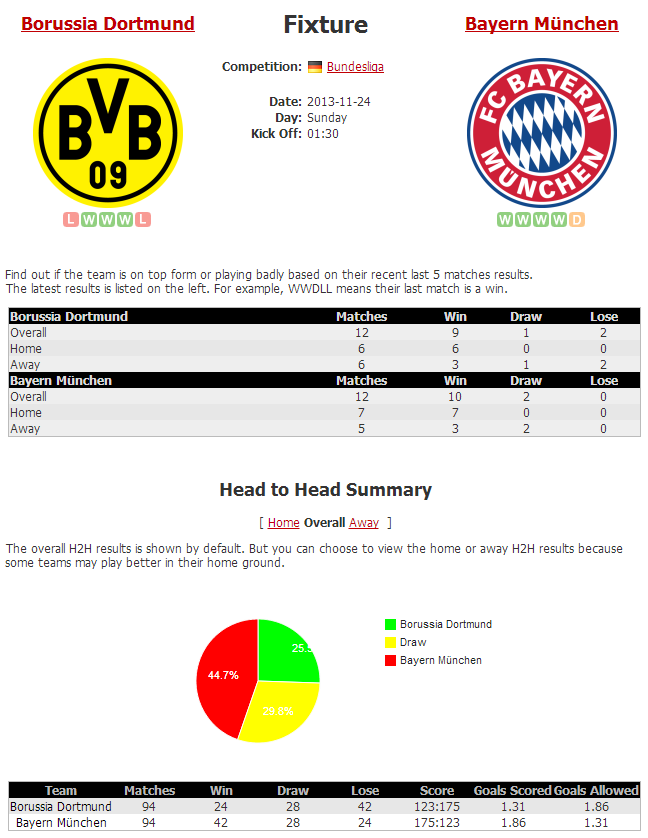 Borussia Dortmund
Fixture
Bayern München
Competition: Bundesliga
Date: 2013-11-24
Day: Sunday
Kick Off: 01:30
BVB
09
FC BAYERN
MÜNCHEN
L W W W L
W W W W D
Find out if the team is on top form or playing badly based on their recent last 5 matches results.
The latest results is listed on the left. For example, WWDLL means their last match is a win.
Borussia Dortmund Matches Win Draw Lose
Overall 12 9 1 2
Home 6 6 0 0
Away 6 3 1 2
Bayern München Matches Win Draw Lose
Overall 12 10 2 0
Home 7 7 0 0
Away 5 3 2 0
Head to Head Summary
[ Home Overall Away ]
The overall H2H results is shown by default. But you can choose to view the home or away H2H results because
some teams may play better in their home ground.
Borussia Dortmund
Draw
Bayern München
44.7%
29.8%
Team Matches Win Draw Lose Score Goals Scored Goals Allowed
Borussia Dortmund 94 24 28 42 123:175 1.31 1.86
Bayern München 94 42 28 24 175:123 1.86 1.31